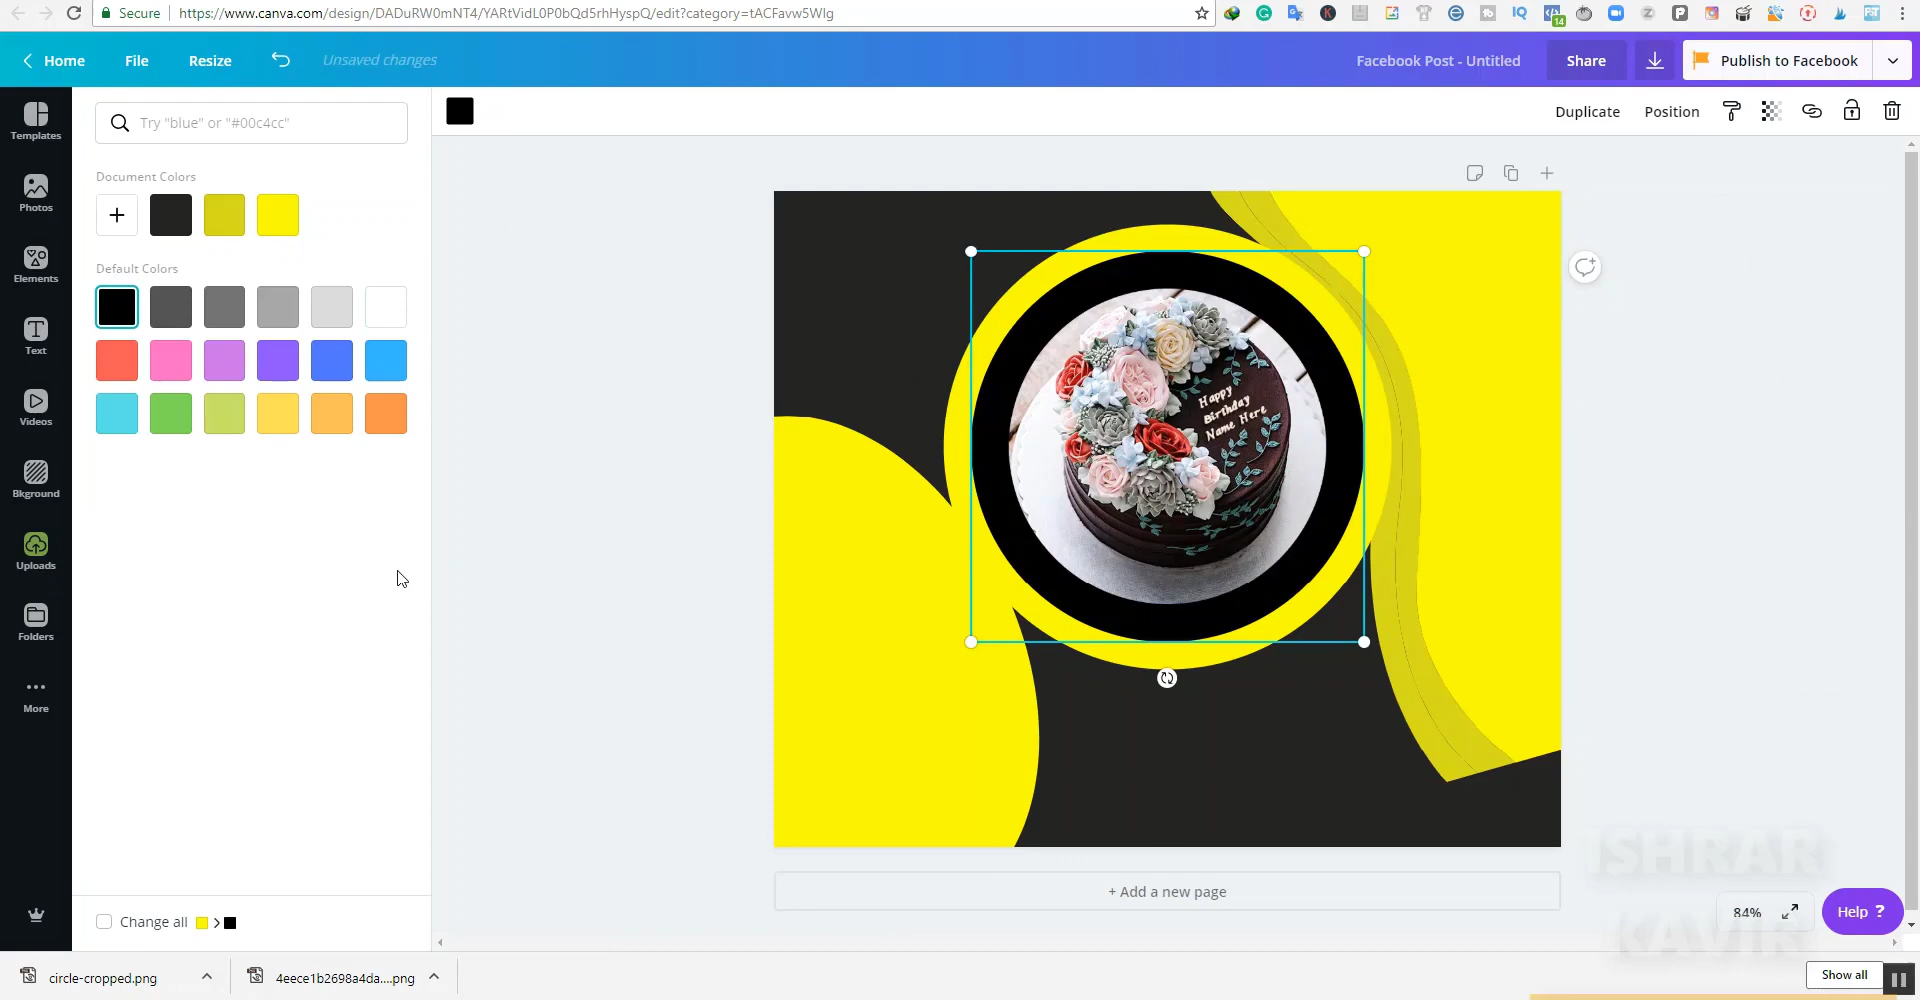 Secure
https://www.canva.com/design/DADuRW0mNT4/YARtVidL0P0bQd5rhHyspQ/edit?category=tACFavw5WIg
14
Home
File
Resize
Unsaved changes
Facebook Post - Untitled
Share
Publish to Facebook
Templates
Photos
Elements
Text
Videos
Bkground
Uploads
Folders
More
Try "blue" or "#00c4cc"
Document Colors
Default Colors
Change all
Duplicate
Position
Happy
Birthday
Name Here
+ Add a new page
ISHRAR
KAVIR
84%
Help ?
circle-cropped.png
4eece1b2698a4da....png
Show all